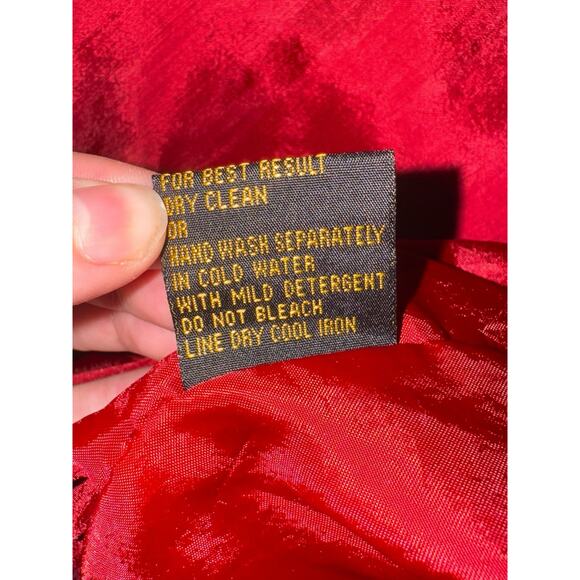 FOR BEST RESULT
DRY CLEAN
OR
HAND WASH SEPARATELY
IN COLD WATER
WITH MILD DETERGENT
DO NOT BLEACH
LINE DRY COOL IRON